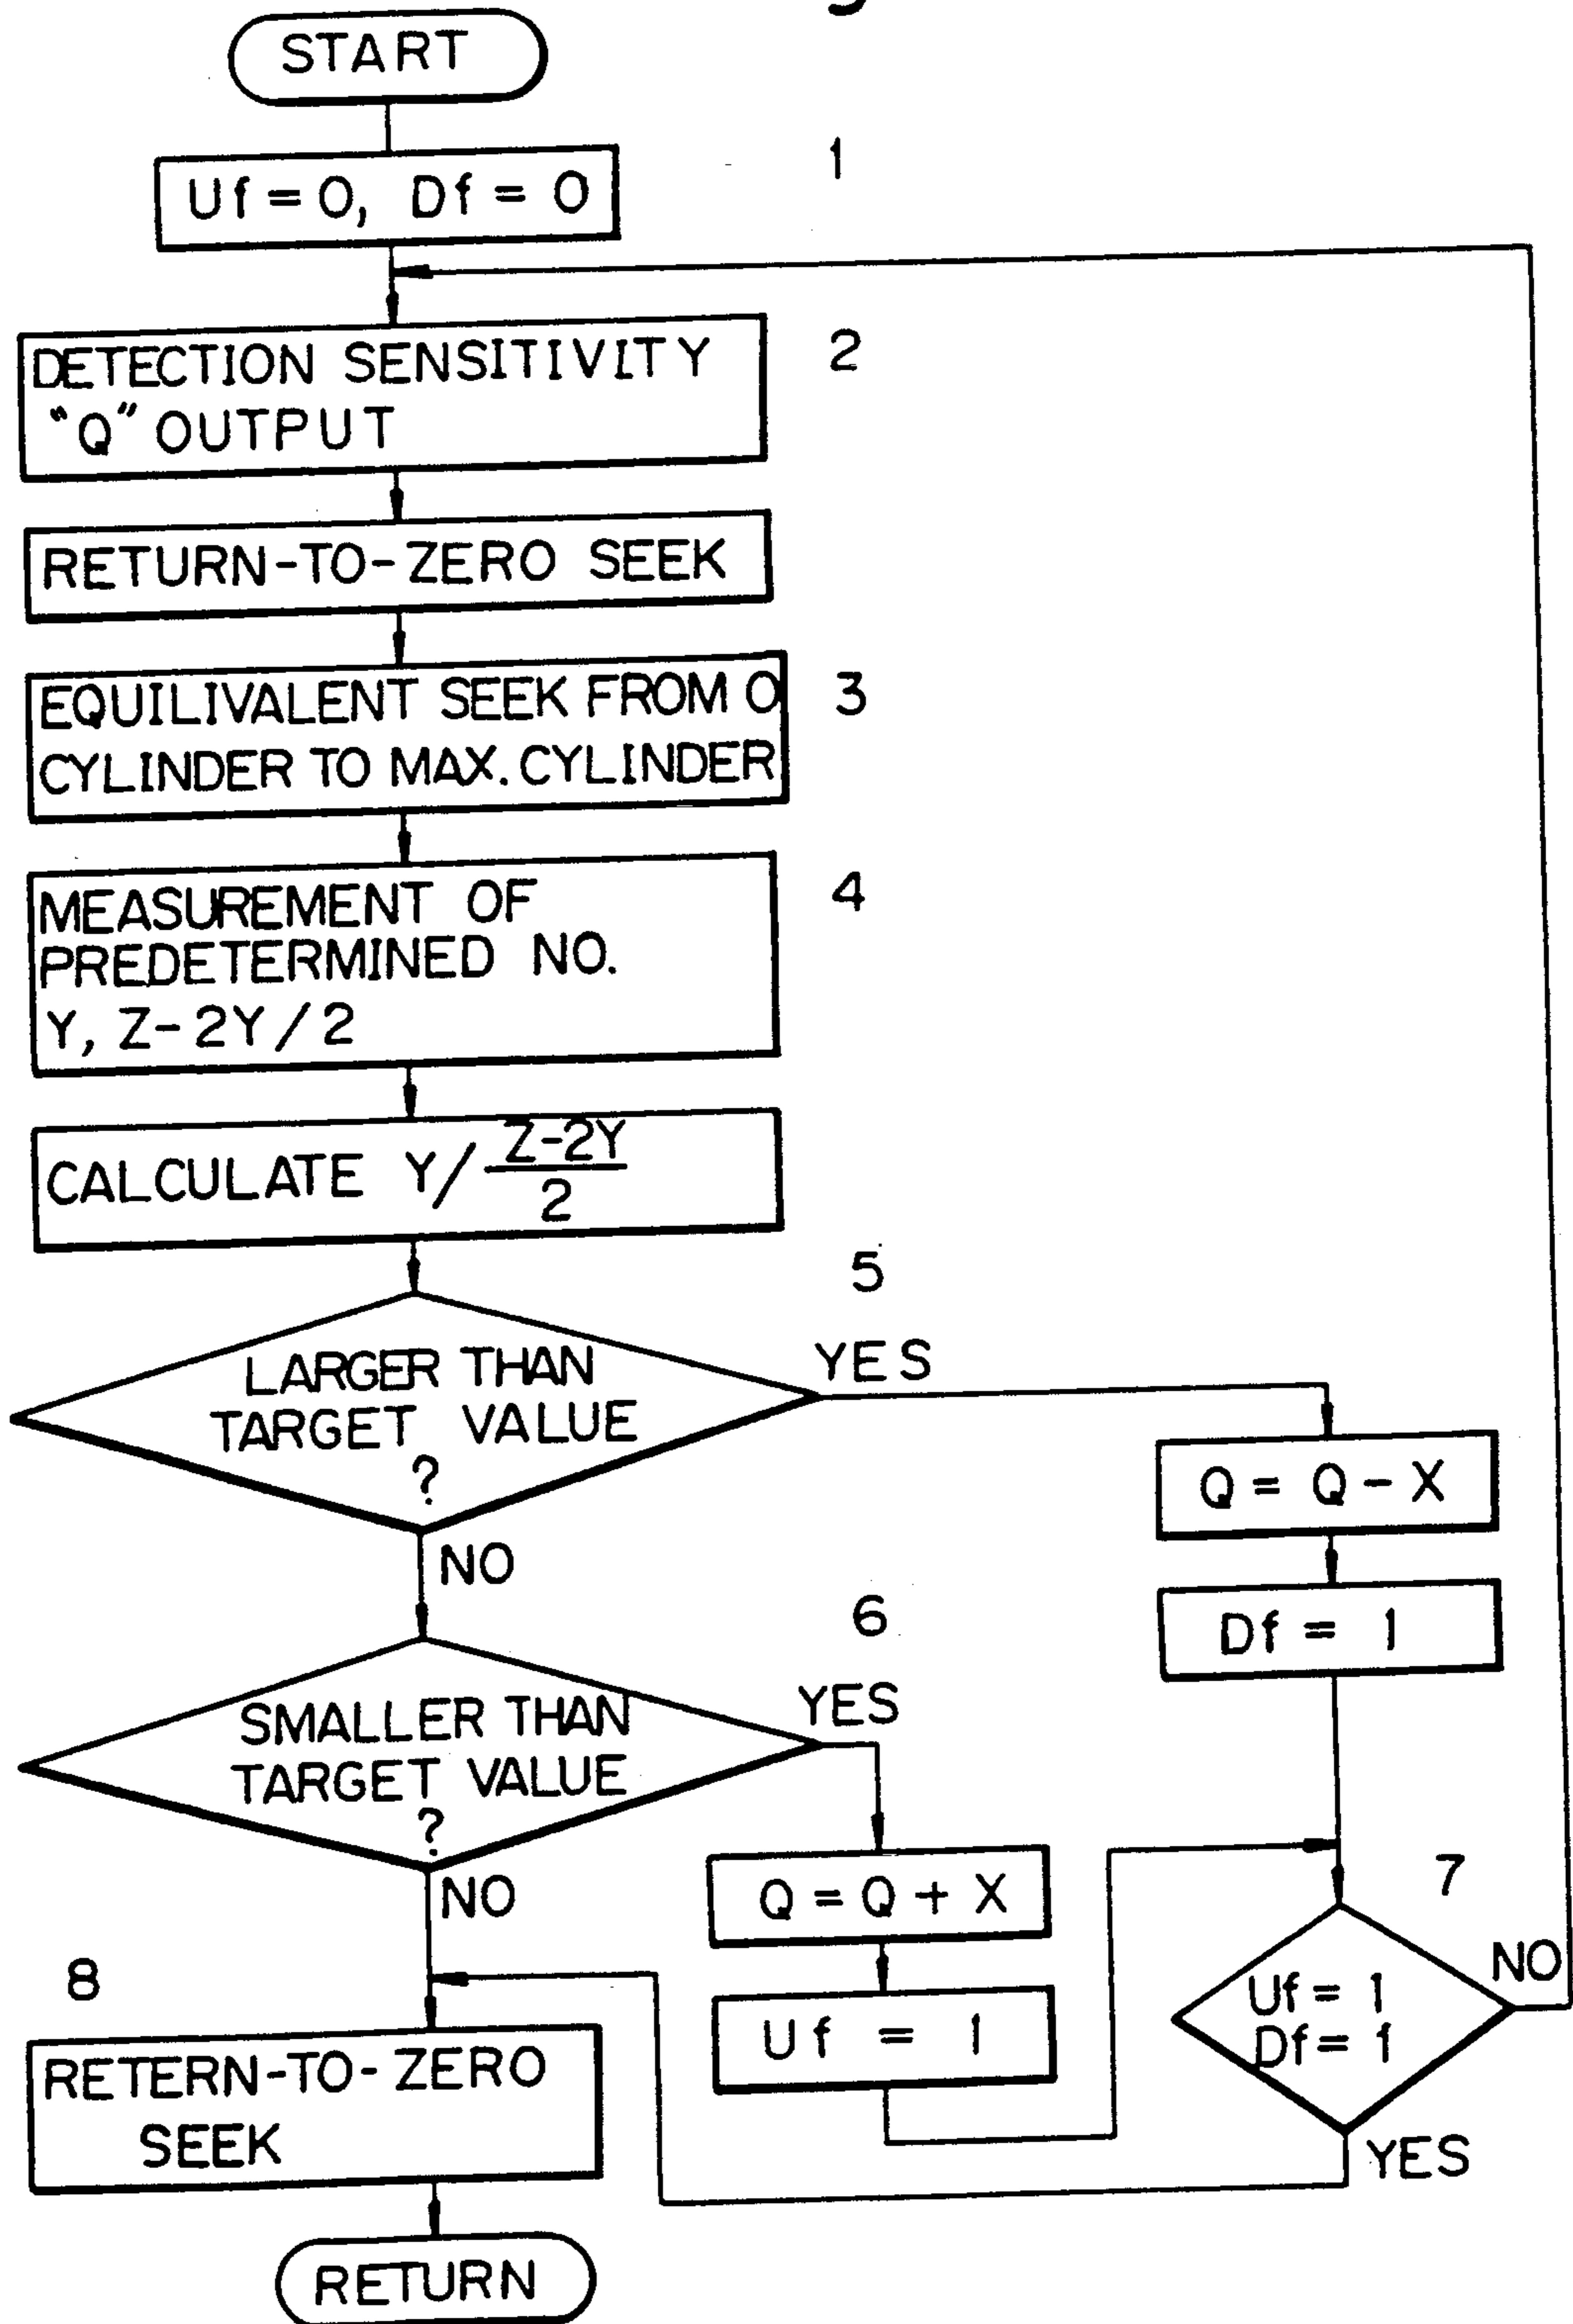 START
1
Uf = 0, Df = 0
DETECTION SENSITIVITY
"Q" OUTPUT
2
RETURN-TO-ZERO SEEK
EQUILIVALENT SEEK FROM 0
CYLINDER TO MAX. CYLINDER
3
MEASUREMENT OF
PREDETERMINED NO.
Y, Z-2Y/2
4
CALCULATE Y/ Z-2Y
2
5
LARGER THAN
TARGET VALUE
?
YES
NO
Q = Q - X
Df = 1
6
SMALLER THAN
TARGET VALUE
?
YES
NO
Q = Q + X
Uf = 1
7
Uf = 1
Df = 1
NO
YES
8
RETERN-TO-ZERO
SEEK
RETURN